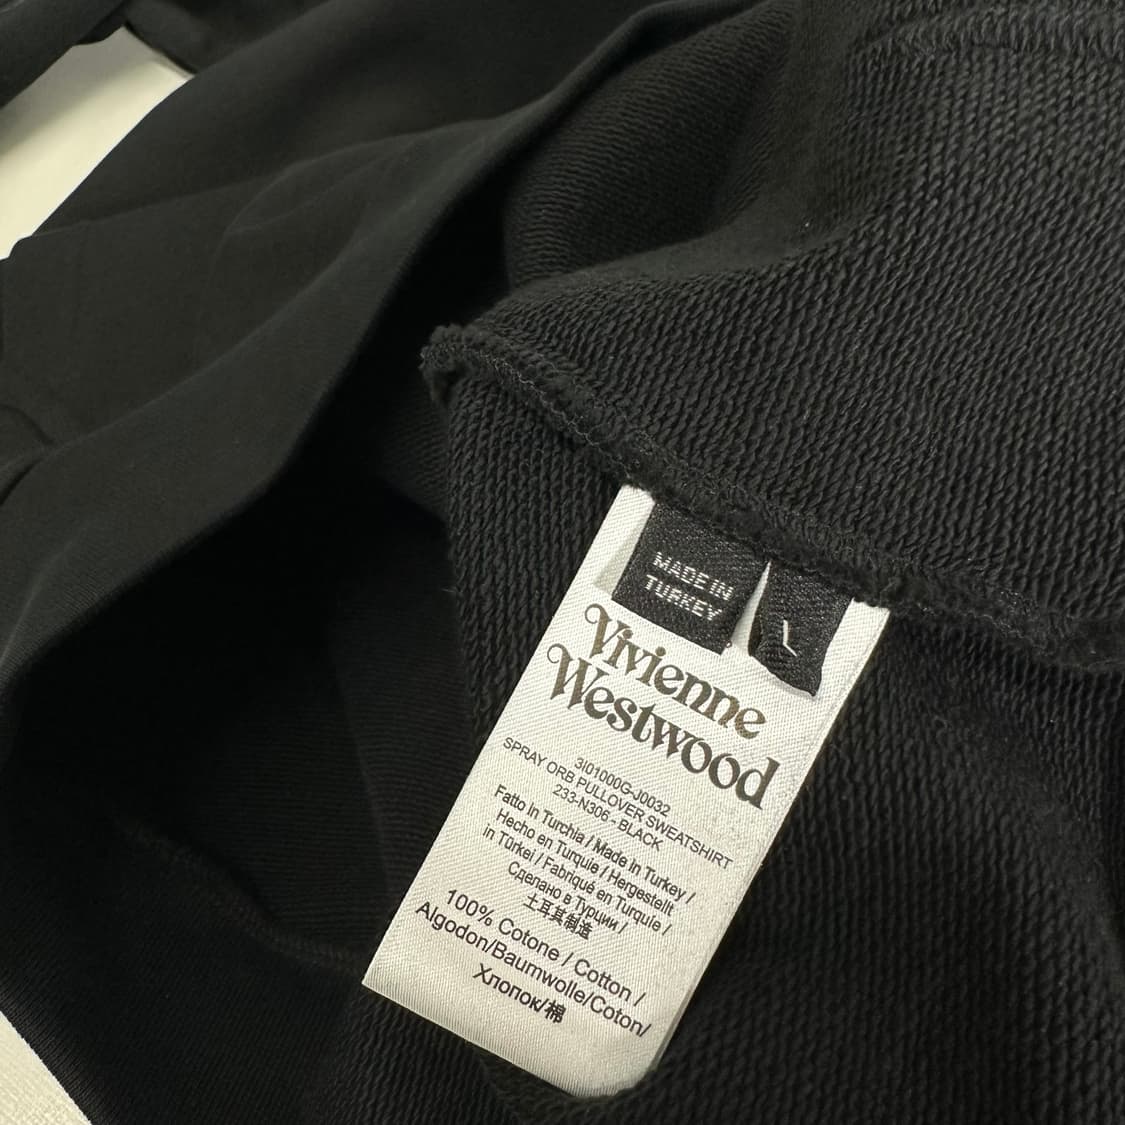 MADE IN
TURKEY
L
Vivienne
Westwood
3I01000G-J0032
SPRAY ORB PULLOVER SWEATSHIRT
233-N306 - BLACK
Fatto in Turchia / Made in Turkey /
Hecho en Turquie / Hergestellt
in Türkei / Fabriqué en Turquie /
Сделано в Турции /
土耳其制造
100% Cotone / Cotton /
Algodon/Baumwolle/Coton/
Хлопок/棉